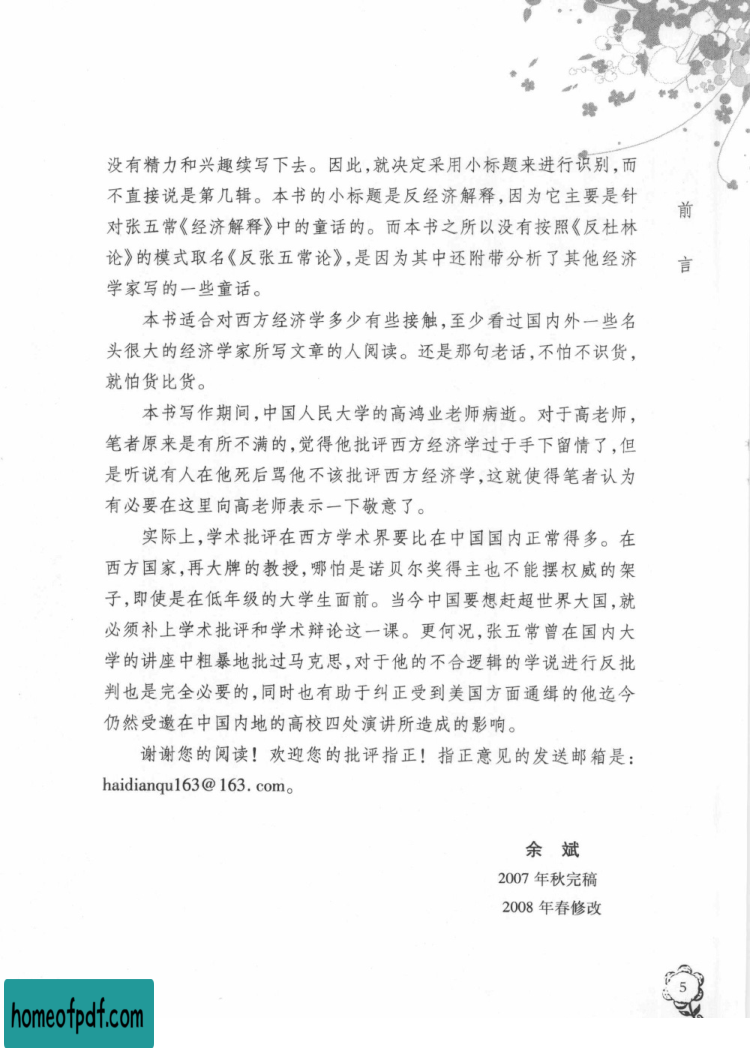 没有精力和兴趣续写下去。因此,就决定采用小标题来进行识别,而
不直接说是第几辑。本书的小标题是反经济解释,因为它主要是针
对张五常《经济解释》中的童话的。而本书之所以没有按照《反杜林
论》的模式取名《反张五常论》,是因为其中还附带分析了其他经济
学家写的一些童话。
本书适合对西方经济学多少有些接触,至少看过国内外一些名
头很大的经济学家所写文章的人阅读。还是那句老话,不怕不识货,
就怕货比货。
本书写作期间,中国人民大学的高鸿业老师病逝。对于高老师,
笔者原来是有所不满的,觉得他批评西方经济学过于手下留情了,但
是听说有人在他死后骂他不该批评西方经济学,这就使得笔者认为
有必要在这里向高老师表示一下敬意了。
实际上,学术批评在西方学术界要比在中国国内正常得多。在
西方国家,再大牌的教授,哪怕是诺贝尔奖得主也不能摆权威的架
子,即使是在低年级的大学生面前。当今中国要想赶超世界大国,就
必须补上学术批评和学术辩论这一课。更何况,张五常曾在国内大
学的讲座中粗暴地批过马克思,对于他的不合逻辑的学说进行反批
判也是完全必要的,同时也有助于纠正受到美国方面通缉的他迄今
仍然受邀在中国内地的高校四处演讲所造成的影响。
谢谢您的阅读!欢迎您的批评指正!指正意见的发送邮箱是:
haidianqu163@163.com。
余 斌
2007 年秋完稿
2008 年春修改
前言
5
homeofpdf.com